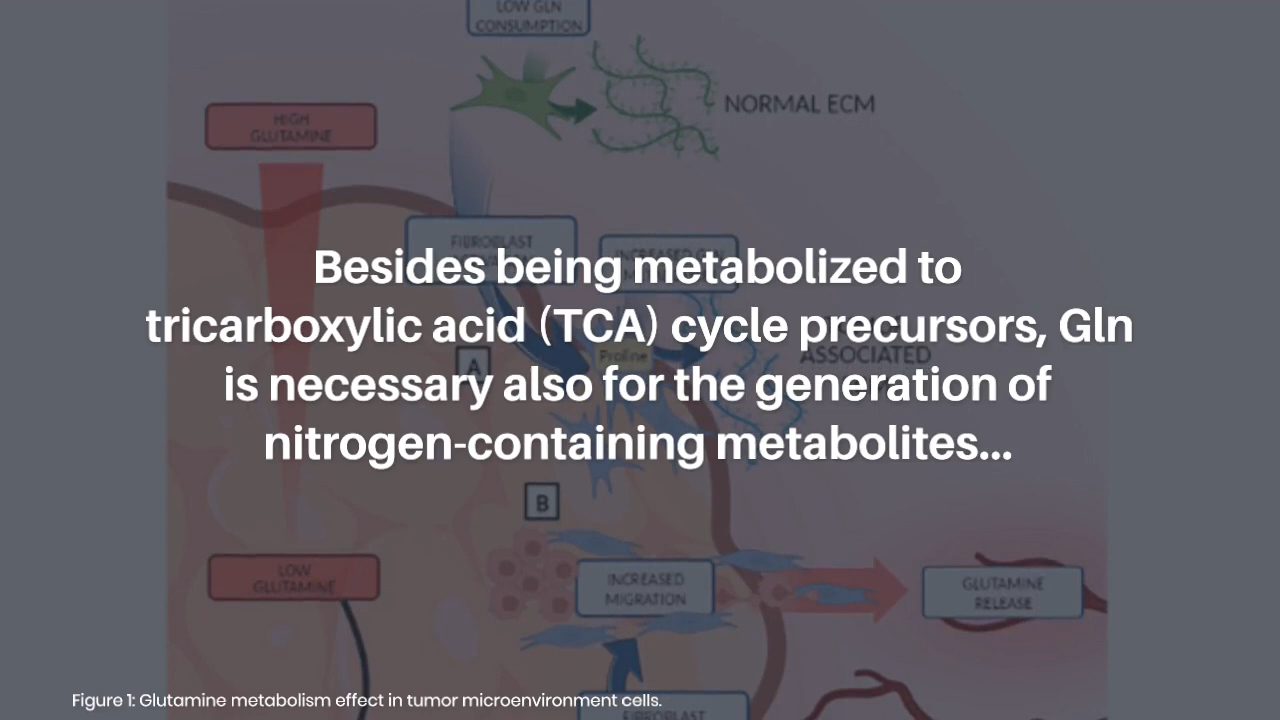 LOW GLN
CONSUMPTION
NORMAL ECM
HIGH
GLUTAMINE
FIBROBLAST
Besides being metabolized to
tricarboxylic acid (TCA) cycle precursors, Gln
is necessary also for the generation of
nitrogen-containing metabolites...
Proline
ASSOCIATED
A
B
LOW
GLUTAMINE
INCREASED
MIGRATION
GLUTAMINE
RELEASE
FIBROBLAST
Figure 1: Glutamine metabolism effect in tumor microenvironment cells.